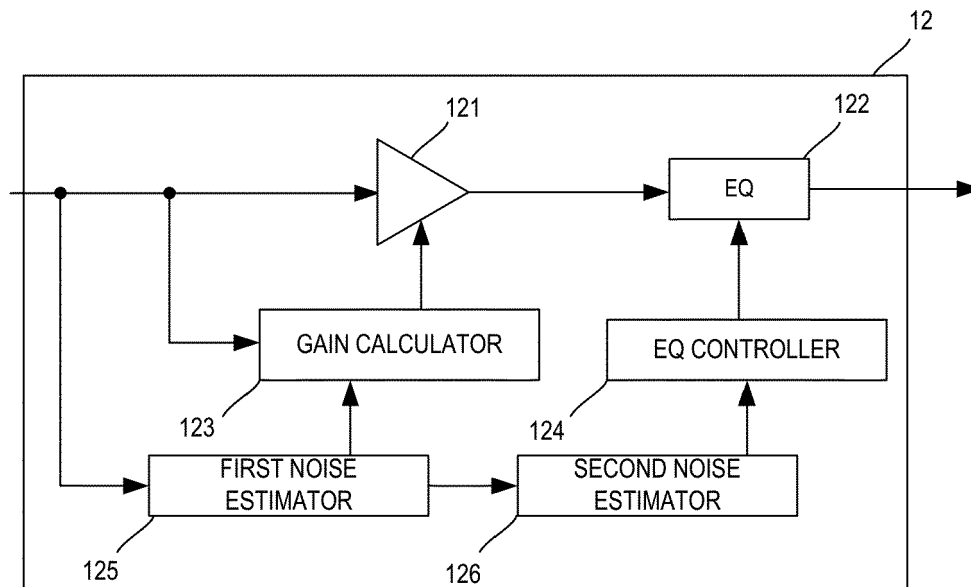 12
121
122
EQ
GAIN CALCULATOR
EQ CONTROLLER
123
124
FIRST NOISE
ESTIMATOR
SECOND NOISE
ESTIMATOR
125
126